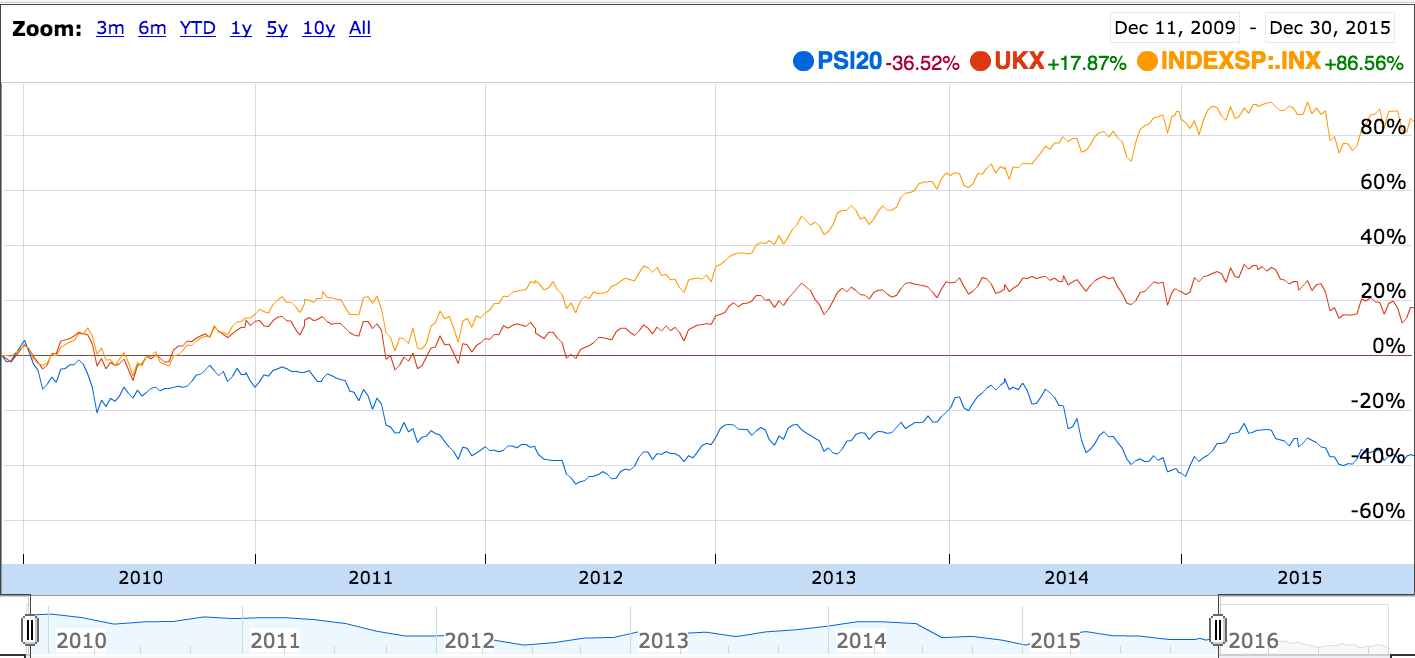 Zoom: 3m 6m YTD 1y 5y 10y All Dec 11, 2009 - Dec 30, 2015
PSI20 -36.52% UKX +17.87% INDEXSP:.INX +86.56%
80%
60%
40%
20%
0%
-20%
-40%
-60%
2010 2011 2012 2013 2014 2015
2010 2011 2012 2013 2014 2015 2016